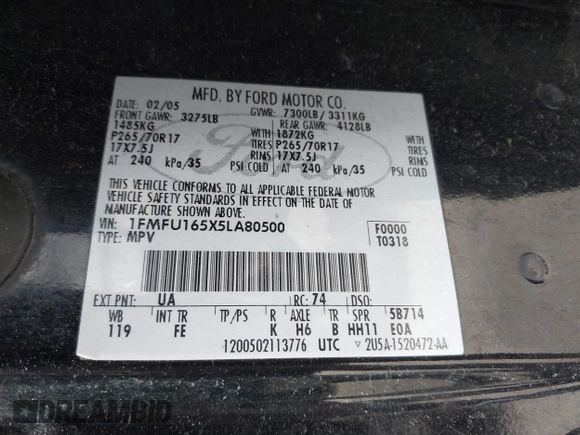 MFD. BY FORD MOTOR CO.
DATE: 02/05 GVWR: 7300LB/ 3311KG
FRONT GAWR: 3275LB REAR GAWR: 4128LB
1485KG WITH 1872KG WITH
P265/70R17 TIRES P265/70R17 TIRES
17X7.5J RIMS 17X7.5J RIMS
AT 240 kPa/35 PSI COLD AT 240 kPa/35 PSI COLD
THIS VEHICLE CONFORMS TO ALL APPLICABLE FEDERAL MOTOR
VEHICLE SAFETY STANDARDS IN EFFECT ON THE DATE
OF MANUFACTURE SHOWN ABOVE.
VIN: 1FMFU165X5LA80500 F0000
TYPE: MPV T0318
Ford
EXT PNT: UA RC: 74 DSO:
WB INT TR TP/PS R AXLE TR SPR 5B714
119 FE K H6 B HH11 E0A
1200502113776 UTC 2U5A-1520472-AA
DREAMBID